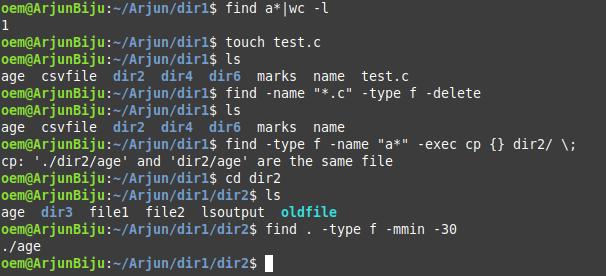 oem@ArjunBiju:~/Arjun/dir1$ find a*|wc -l
1
oem@ArjunBiju:~/Arjun/dir1$ touch test.c
oem@ArjunBiju:~/Arjun/dir1$ ls
age  csvfile  dir2  dir4  dir6  marks  name  test.c
oem@ArjunBiju:~/Arjun/dir1$ find -name "*.c" -type f -delete
oem@ArjunBiju:~/Arjun/dir1$ ls
age  csvfile  dir2  dir4  dir6  marks  name
oem@ArjunBiju:~/Arjun/dir1$ find -type f -name "a*" -exec cp {} dir2/ \;
cp: './dir2/age' and 'dir2/age' are the same file
oem@ArjunBiju:~/Arjun/dir1$ cd dir2
oem@ArjunBiju:~/Arjun/dir1/dir2$ ls
age  dir3  file1  file2  lsoutput  oldfile
oem@ArjunBiju:~/Arjun/dir1/dir2$ find . -type f -mmin -30
./age
oem@ArjunBiju:~/Arjun/dir1/dir2$